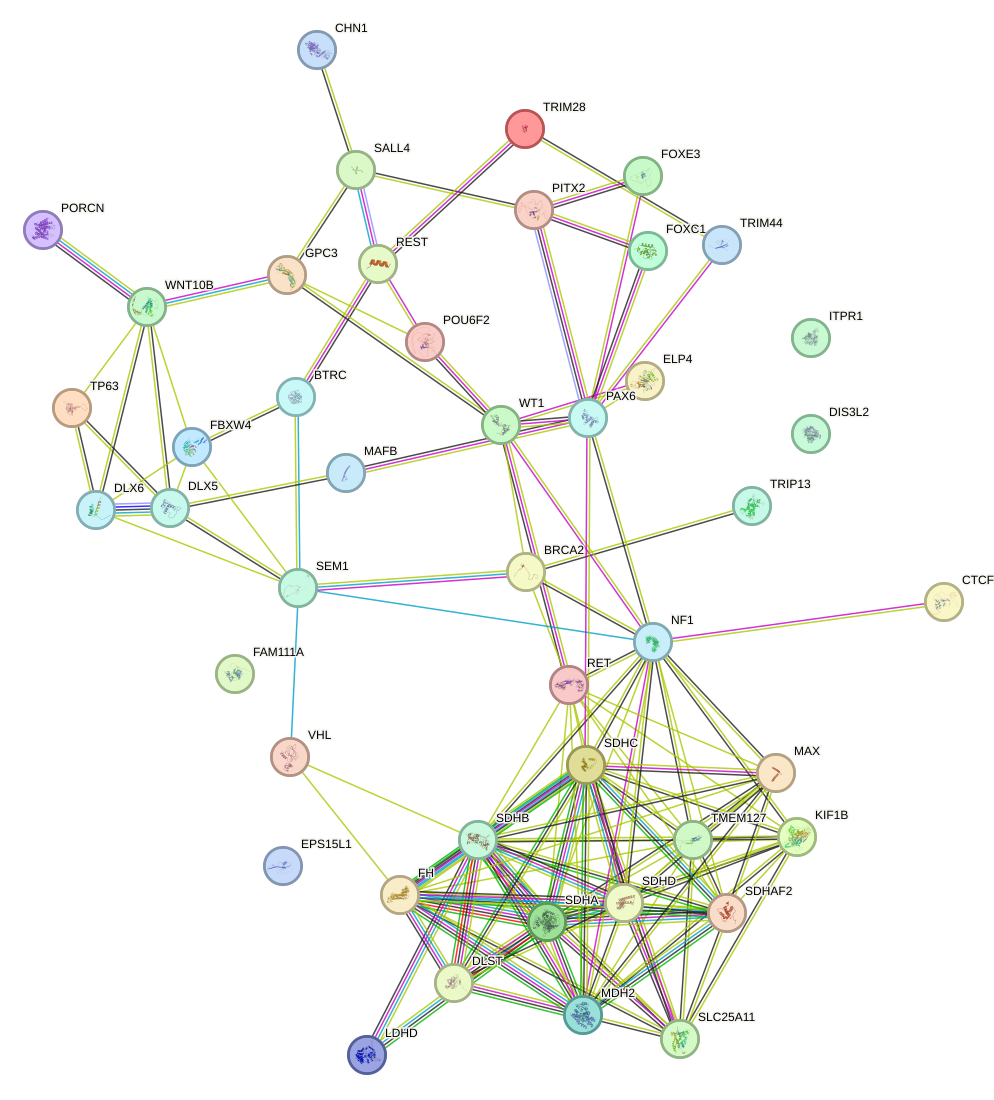 CHN1
TRIM28
SALL4
FOXE3
PITX2
PORCN
TRIM44
FOXC1
REST
GPC3
WNT10B
ITPR1
POU6F2
ELP4
BTRC
TP63
PAX6
WT1
DIS3L2
FBXW4
MAFB
TRIP13
DLX5
DLX6
BRCA2
SEM1
CTCF
NF1
FAM111A
RET
VHL
SDHC
MAX
KIF1B
SDHB
TMEM127
EPS15L1
FH
SDHD
SDHAF2
SDHA
DLST
MDH2
SLC25A11
LDHD